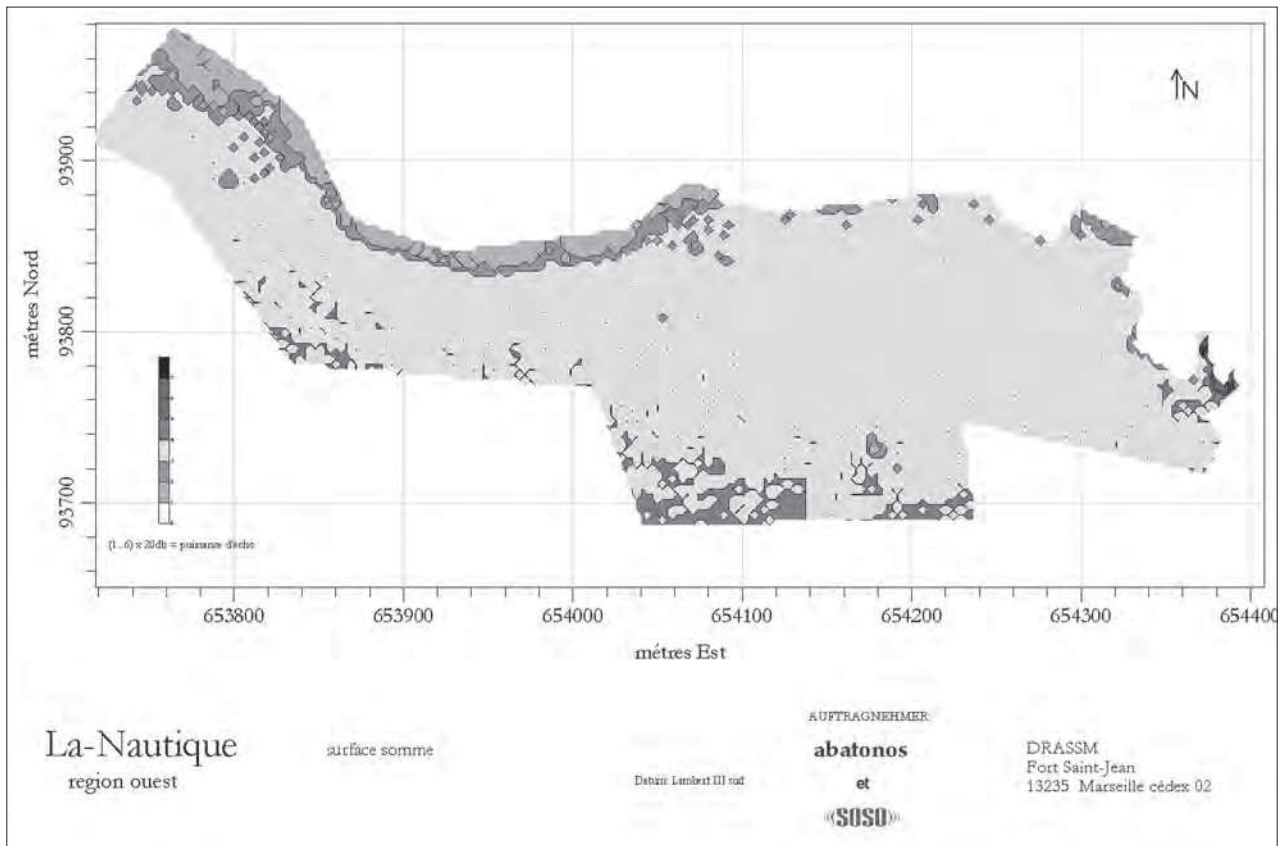 N
93900
93800
93700
métres Nord
(1...6) x 20db = puissance d'écho
653800 653900 654000 654100 654200 654300 654400
métres Est
La-Nautique
region ouest
surface somme
Datum: Lambert III sud
AUFTRAGNEHMER
abatonos
et
SOSO
DRASSM
Fort Saint-Jean
13235 Marseille cédex 02